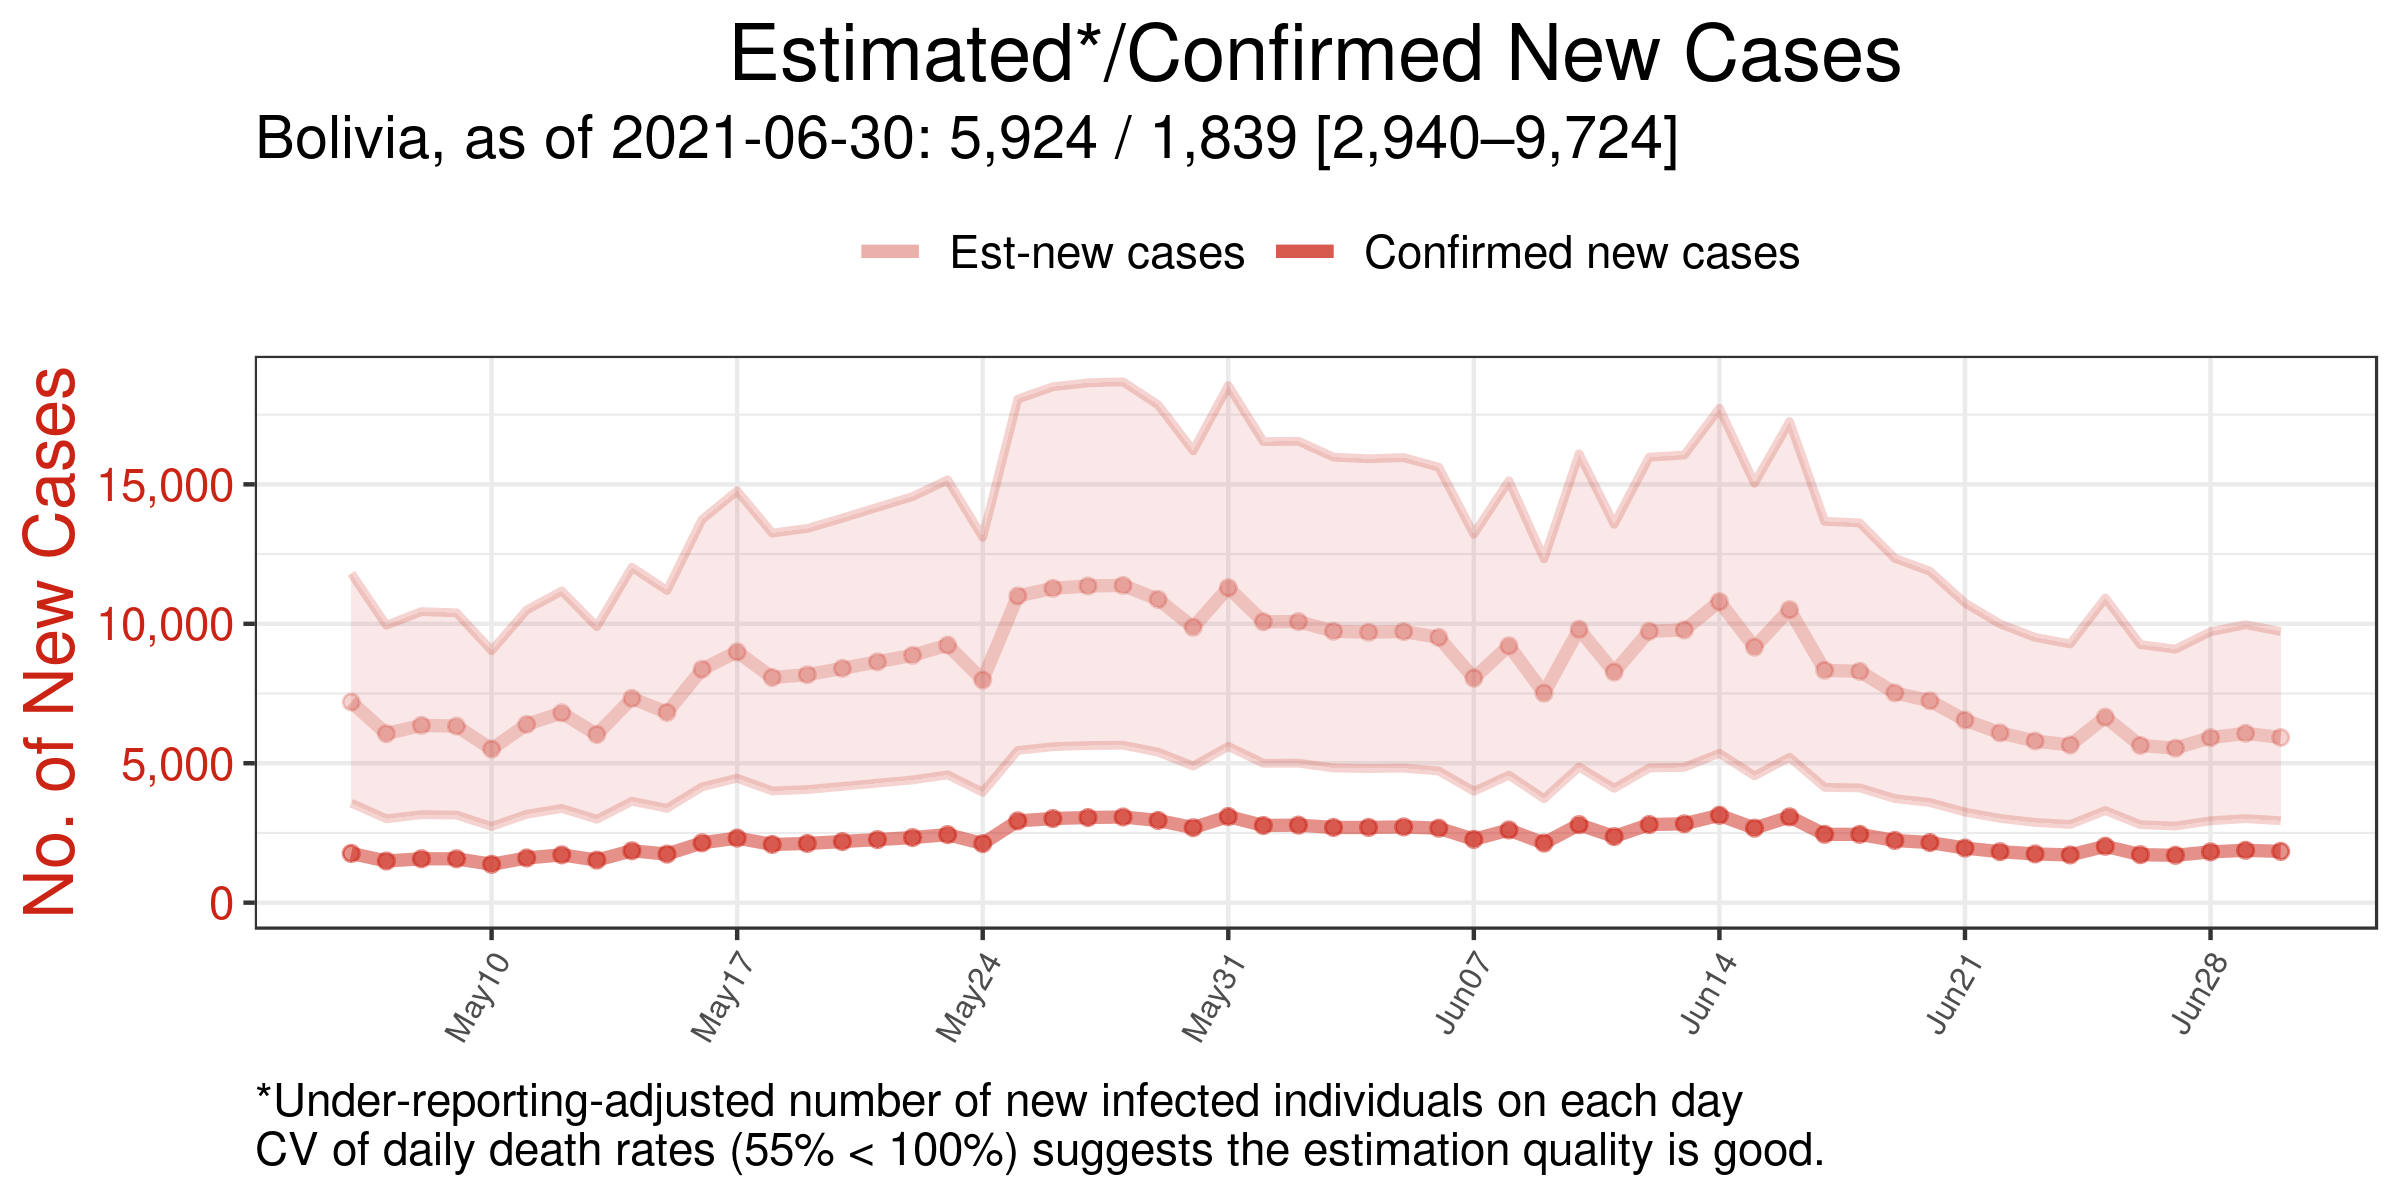 Estimated*/Confirmed New Cases
Bolivia, as of 2021-06-30: 5,924 / 1,839 [2,940–9,724]
Est-new cases
Confirmed new cases
No. of New Cases
15,000
10,000
5,000
0
May10
May17
May24
May31
Jun07
Jun14
Jun21
Jun28
*Under-reporting-adjusted number of new infected individuals on each day
CV of daily death rates (55% < 100%) suggests the estimation quality is good.